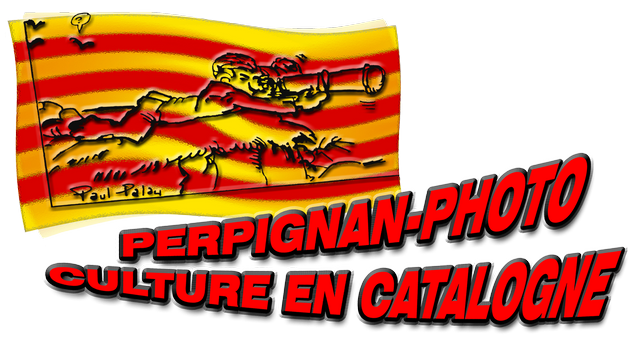 ?
Paul Palau
PERPIGNAN-PHOTO
CULTURE EN CATALOGNE